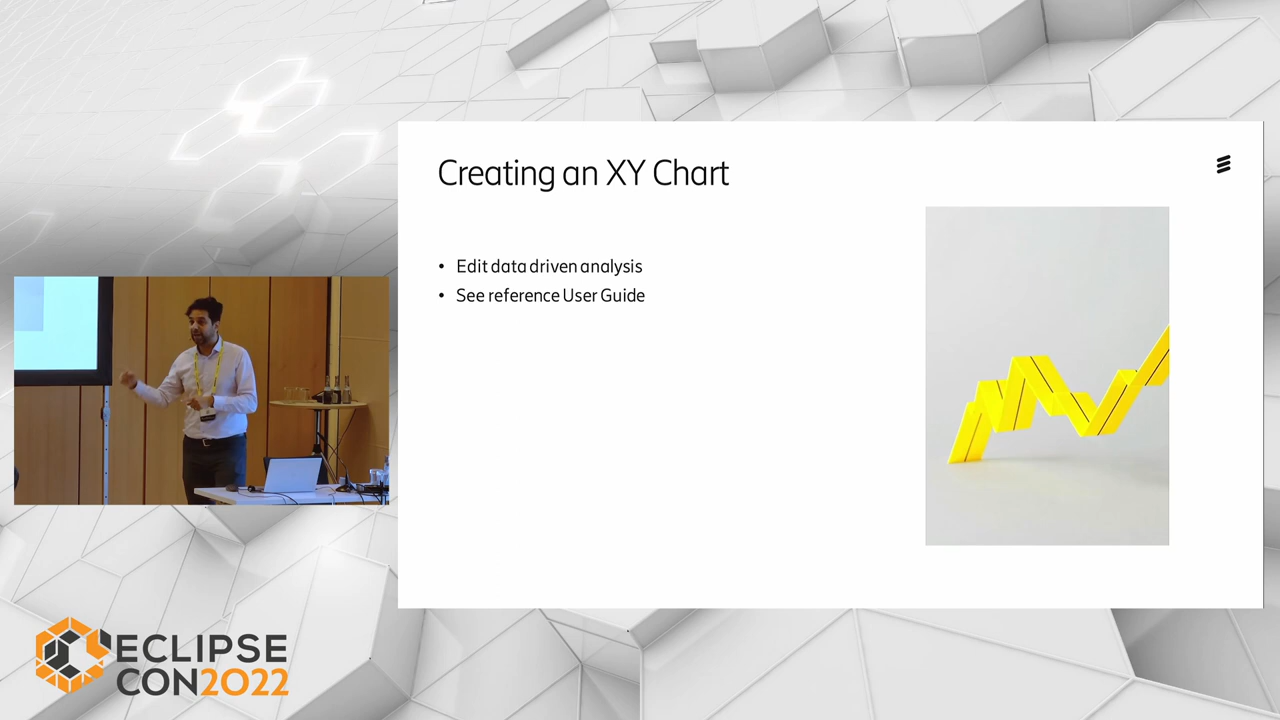 Creating an XY Chart
• Edit data driven analysis
• See reference User Guide
ECLIPSE
CON2022